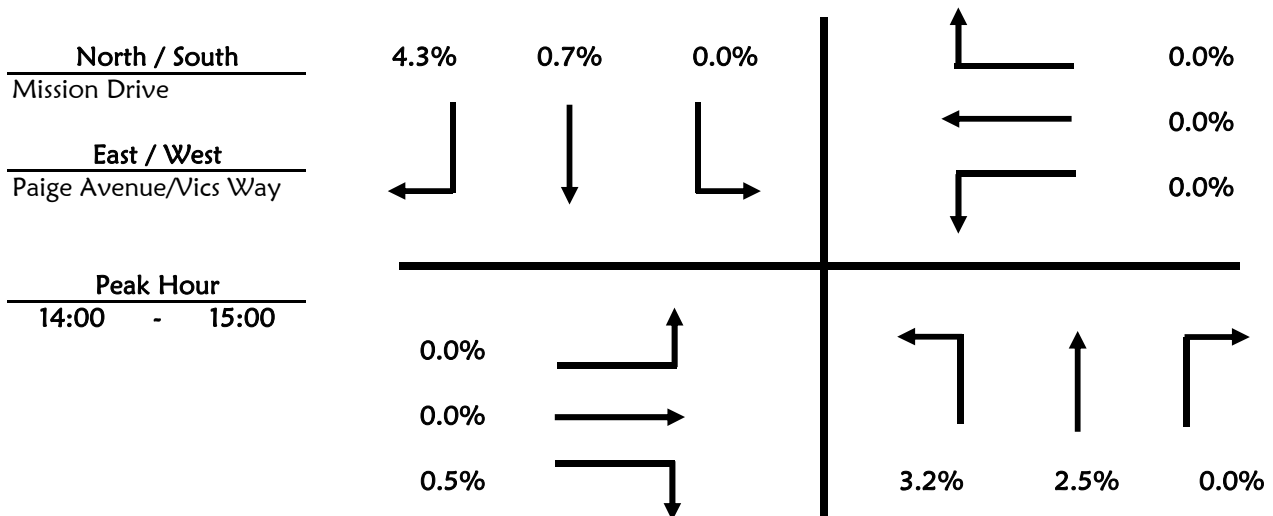 North / South
Mission Drive
East / West
Paige Avenue/Vics Way
Peak Hour
14:00 - 15:00
4.3% 0.7% 0.0%
0.0%
0.0%
0.0%
0.0%
0.0%
0.5%
3.2% 2.5% 0.0%